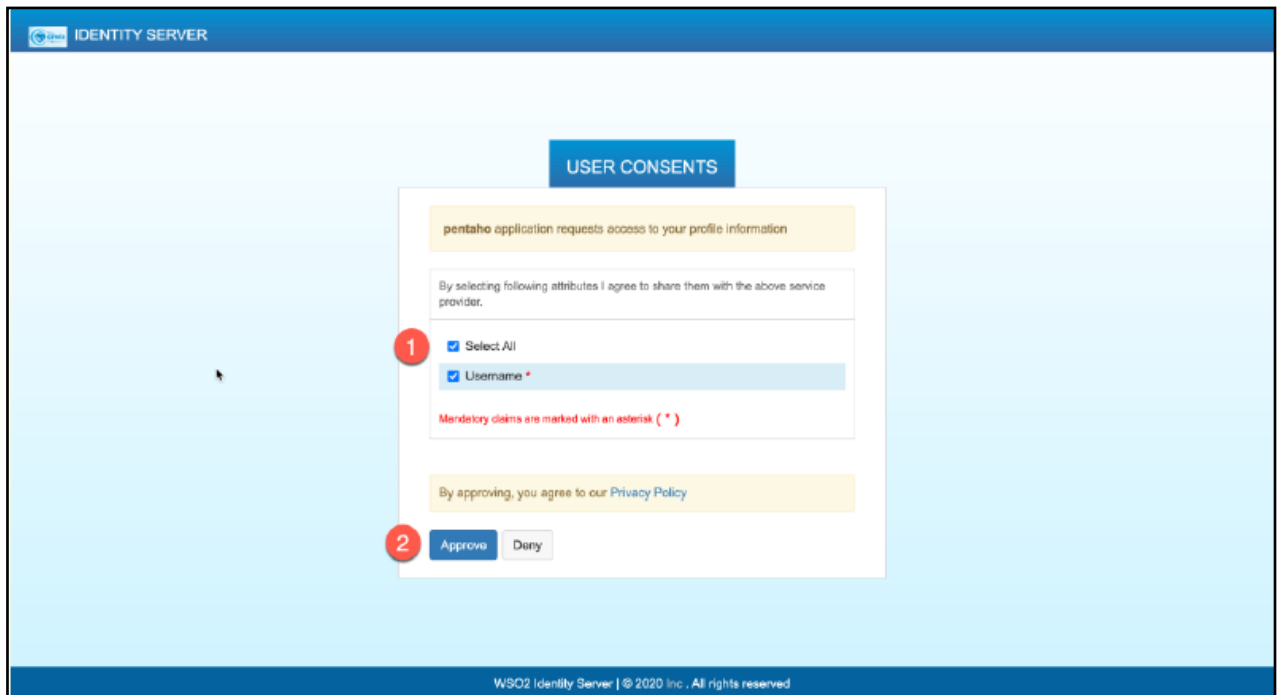 IDENTITY SERVER
USER CONSENTS
pentaho application requests access to your profile information
By selecting following attributes I agree to share them with the above service
provider.
1
Select All
Username *
Mandatory claims are marked with an asterisk ( * )
By approving, you agree to our Privacy Policy
2
Approve Deny
WSO2 Identity Server | © 2020 Inc . All rights reserved